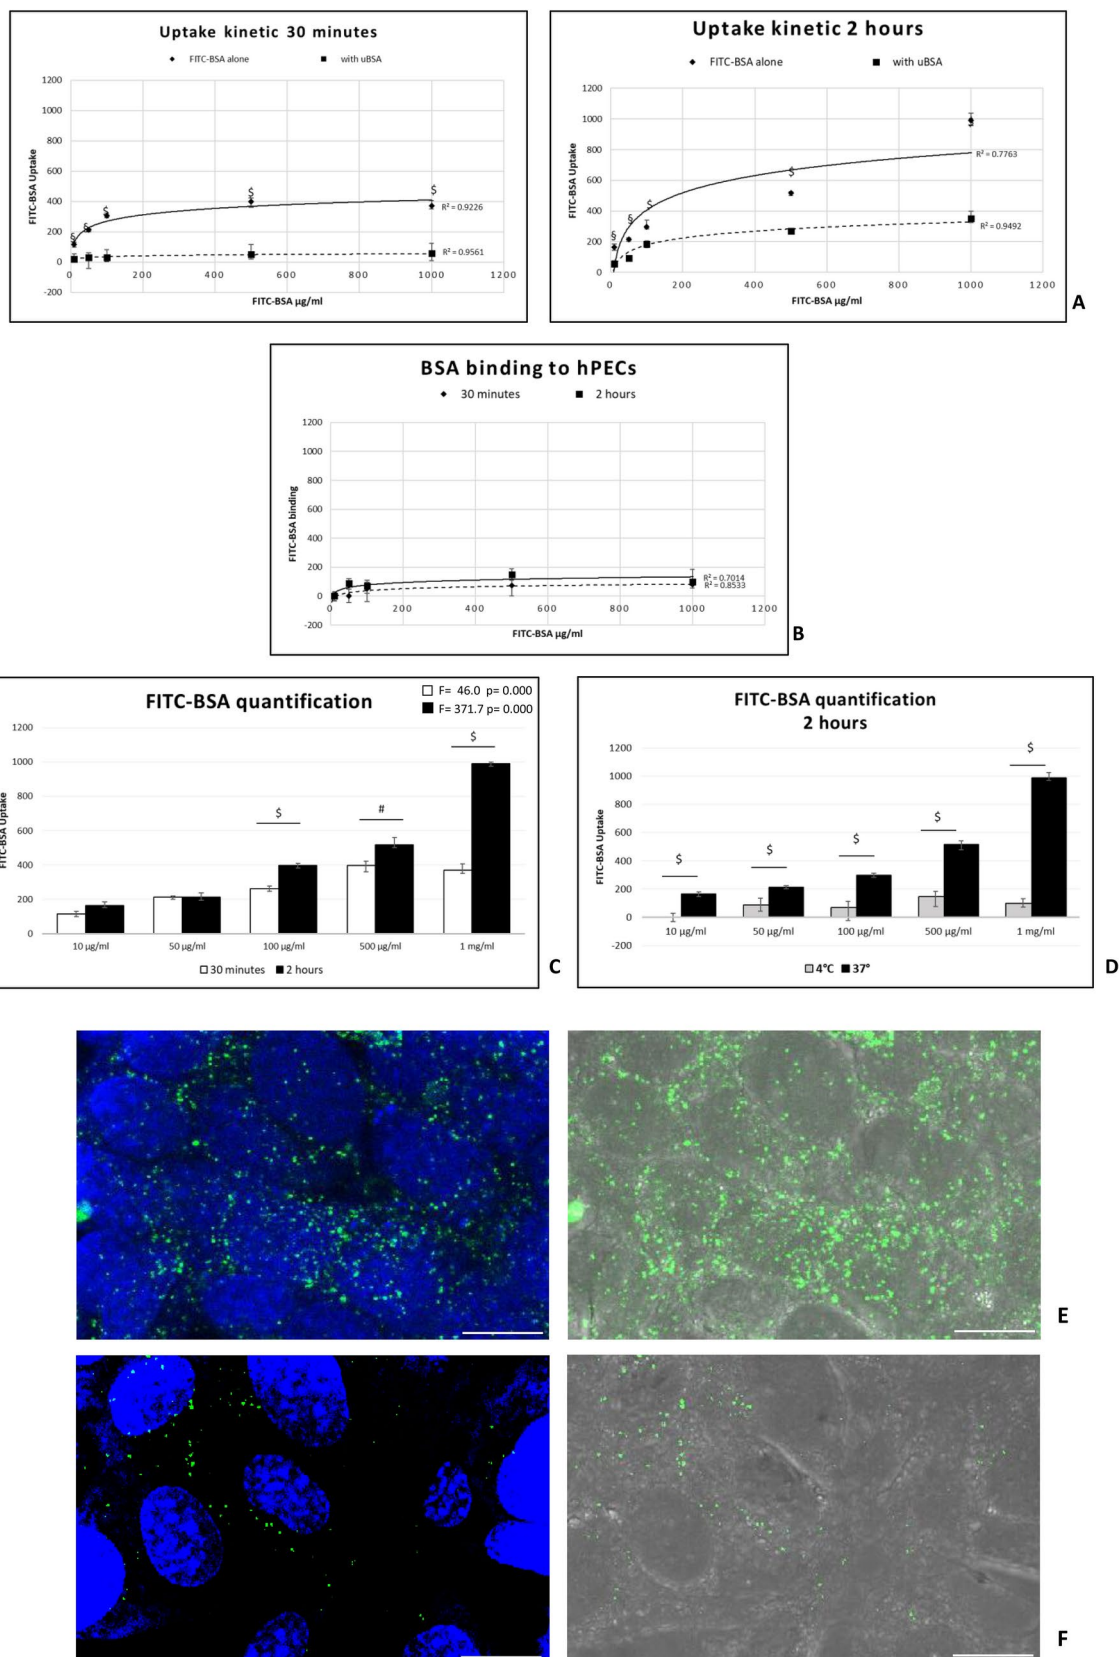 Uptake kinetic 30 minutes
FITC-BSA alone with uBSA
1200
1000
800
600
400
200
0
-200
FITC-BSA Uptake
§ § $ $ $
R² = 0.9226
R² = 0.9561
0 200 400 600 800 1000 1200
FITC-BSA µg/ml
Uptake kinetic 2 hours
FITC-BSA alone with uBSA
1200
1000
800
600
400
200
0
FITC-BSA Uptake
§ § $ $
R² = 0.7763
R² = 0.9492
0 200 400 600 800 1000 1200
FITC-BSA µg/ml
A
BSA binding to hPECs
30 minutes 2 hours
1200
1000
800
600
400
200
0
-200
FITC-BSA binding
R² = 0.7014
R² = 0.8533
0 200 400 600 800 1000 1200
FITC-BSA µg/ml
B
FITC-BSA quantification
F= 46.0 p= 0.000
F= 371.7 p= 0.000
1200
1000
800
600
400
200
0
FITC-BSA Uptake
$ # $
10 µg/ml 50 µg/ml 100 µg/ml 500 µg/ml 1 mg/ml
30 minutes 2 hours
C
FITC-BSA quantification
2 hours
1200
1000
800
600
400
200
0
-200
FITC-BSA Uptake
$ $ $ $ $
10 µg/ml 50 µg/ml 100 µg/ml 500 µg/ml 1 mg/ml
4°C 37°
D
E
F